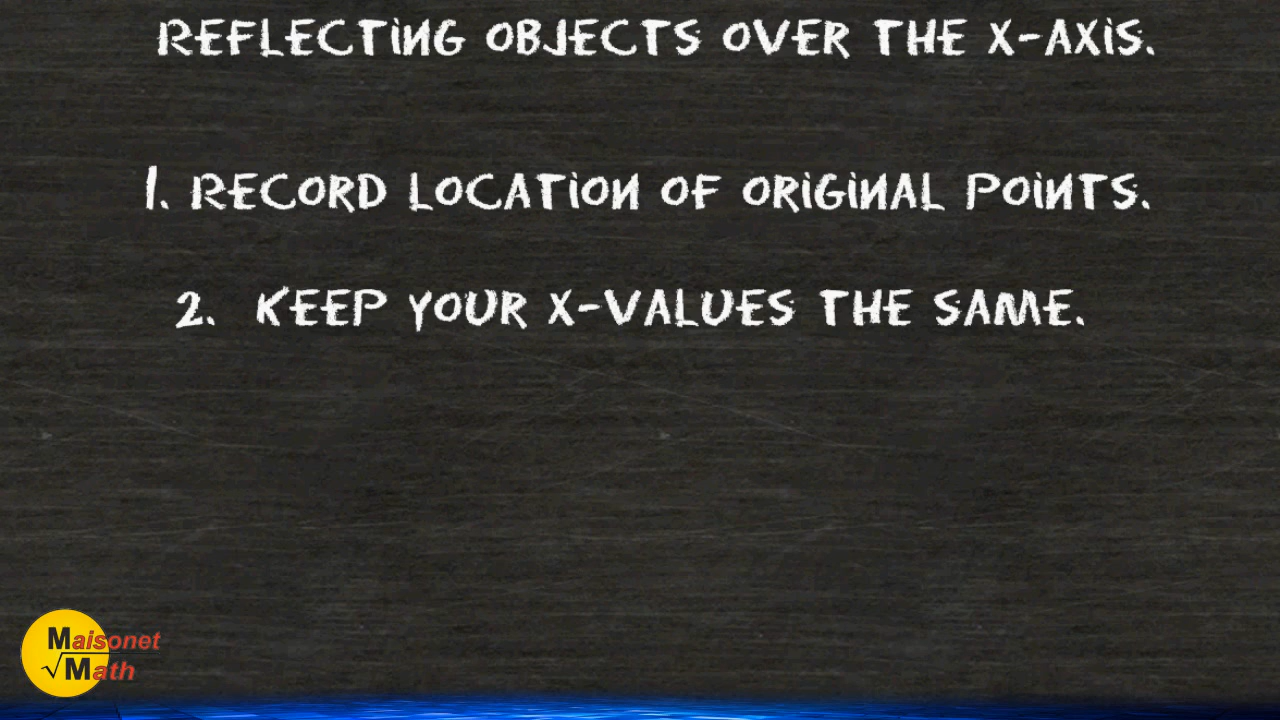 REFLECTING OBJECTS OVER THE X-AXIS.
1. RECORD LOCATION OF ORIGINAL POINTS.
2. KEEP YOUR X-VALUES THE SAME.
Maisonet
√Math